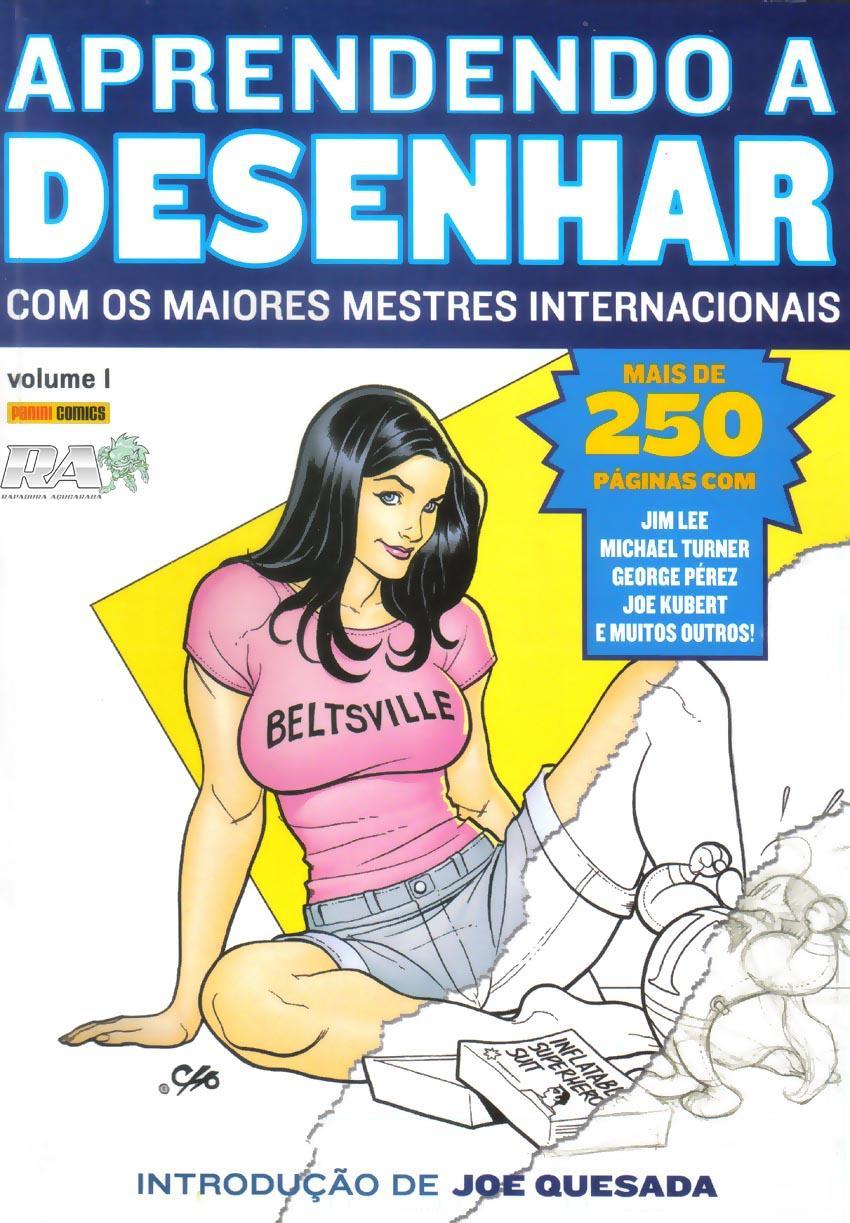 APRENDENDO A
DESENHAR
COM OS MAIORES MESTRES INTERNACIONAIS
volume I
PANINI COMICS
RA
RAPADURA AÇUCARADA
MAIS DE
250
PÁGINAS COM
JIM LEE
MICHAEL TURNER
GEORGE PÉREZ
JOE KUBERT
E MUITOS OUTROS!
BELTSVILLE
INFLATABLE
SUPERHERO
SUIT
CHO
INTRODUÇÃO DE JOE QUESADA